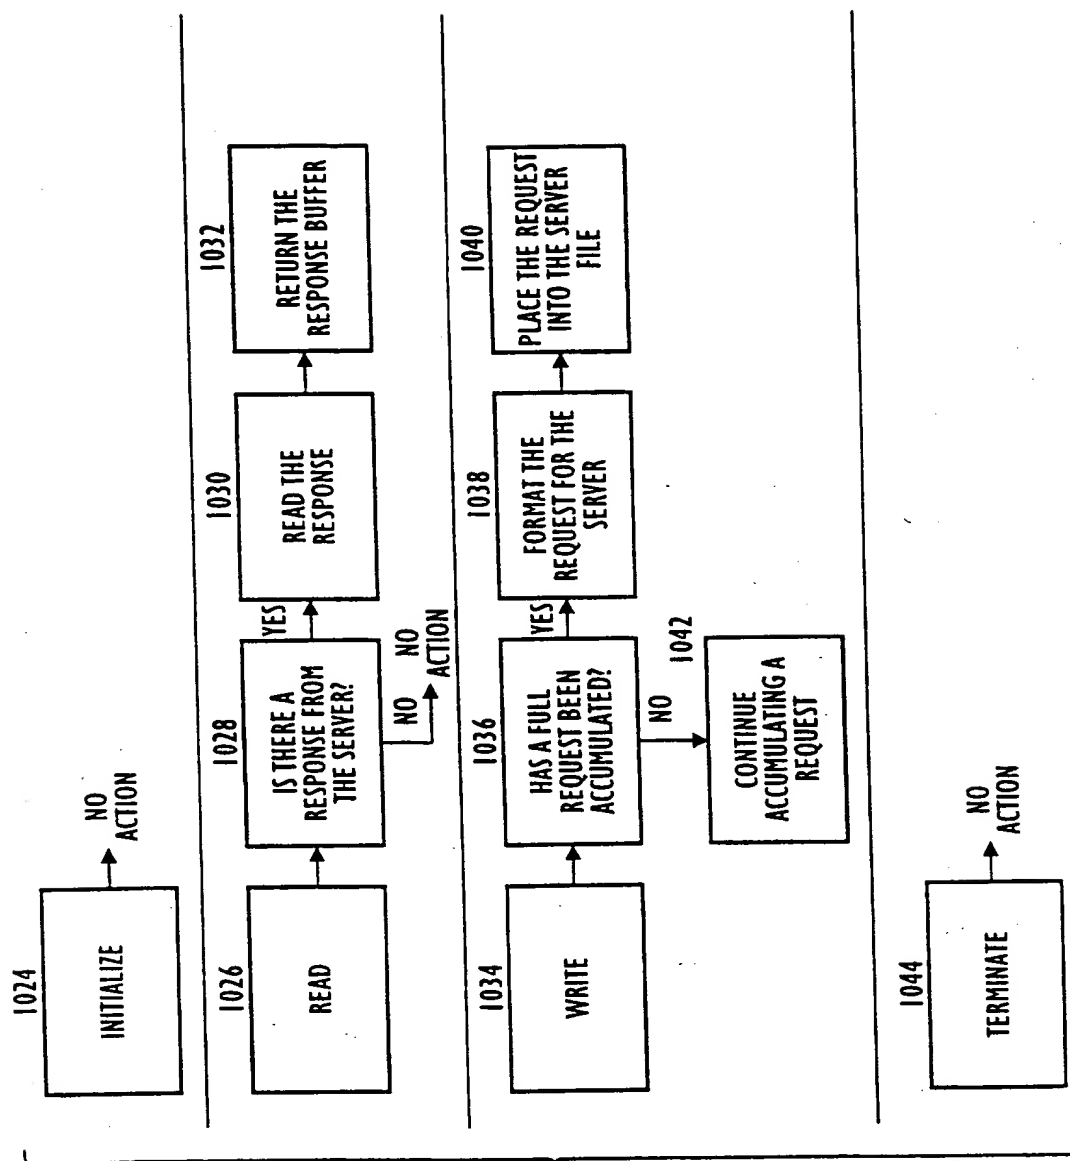 1024
INITIALIZE
NO
ACTION
1026
READ
1028
IS THERE A
RESPONSE FROM
THE SERVER?
YES
NO
NO
ACTION
1030
READ THE
RESPONSE
1032
RETURN THE
RESPONSE BUFFER
1034
WRITE
1036
HAS A FULL
REQUEST BEEN
ACCUMULATED?
YES
NO
1038
FORMAT THE
REQUEST FOR THE
SERVER
1040
PLACE THE REQUEST
INTO THE SERVER
FILE
1042
CONTINUE
ACCUMULATING A
REQUEST
1044
TERMINATE
NO
ACTION